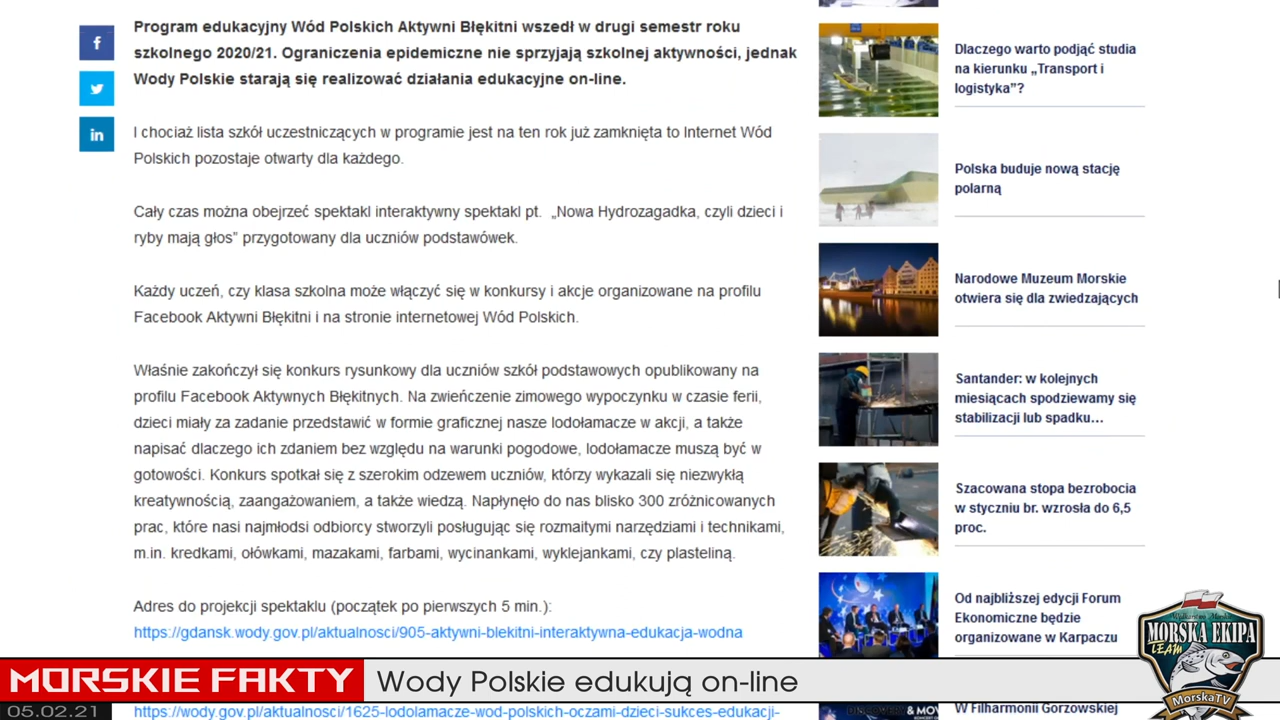 Program edukacyjny Wód Polskich Aktywni Błękitni wszedł w drugi semestr roku
szkolnego 2020/21. Ograniczenia epidemiczne nie sprzyjają szkolnej aktywności, jednak
Wody Polskie starają się realizować działania edukacyjne on-line.
I chociaż lista szkół uczestniczących w programie jest na ten rok już zamknięta to Internet Wód
Polskich pozostaje otwarty dla każdego.
Cały czas można obejrzeć spektakl interaktywny spektakl pt. „Nowa Hydrozagadka, czyli dzieci i
ryby mają głos” przygotowany dla uczniów podstawówek.
Każdy uczeń, czy klasa szkolna może włączyć się w konkursy i akcje organizowane na profilu
Facebook Aktywni Błękitni i na stronie internetowej Wód Polskich.
Właśnie zakończył się konkurs rysunkowy dla uczniów szkół podstawowych opublikowany na
profilu Facebook Aktywnych Błękitnych. Na zwieńczenie zimowego wypoczynku w czasie ferii,
dzieci miały za zadanie przedstawić w formie graficznej nasze lodołamacze w akcji, a także
napisać dlaczego ich zdaniem bez względu na warunki pogodowe, lodołamacze muszą być w
gotowości. Konkurs spotkał się z szerokim odzewem uczniów, którzy wykazali się niezwykłą
kreatywnością, zaangażowaniem, a także wiedzą. Napłynęło do nas blisko 300 zróżnicowanych
prac, które nasi najmłodsi odbiorcy stworzyli posługując się rozmaitymi narzędziami i technikami,
m.in. kredkami, ołówkami, mazakami, farbami, wycinankami, wyklejankami, czy plasteliną.
Adres do projekcji spektaklu (początek po pierwszych 5 min.):
https://gdansk.wody.gov.pl/aktualnosci/905-aktywni-blekitni-interaktywna-edukacja-wodna
https://wody.gov.pl/aktualnosci/1625-lodolamacze-wod-polskich-oczami-dzieci-sukces-edukacji-
Dlaczego warto podjąć studia
na kierunku „Transport i
logistyka”?
Polska buduje nową stację
polarną
Narodowe Muzeum Morskie
otwiera się dla zwiedzających
Santander: w kolejnych
miesiącach spodziewamy się
stabilizacji lub spadku...
Szacowana stopa bezrobocia
w styczniu br. wzrosła do 6,5
proc.
Od najbliższej edycji Forum
Ekonomiczne będzie
organizowane w Karpaczu
W Filharmonii Gorzowskiej
MORSKIE FAKTY
Wody Polskie edukują on-line
05.02.21
MORSKA EKIPA
TEAM
MorskaTV